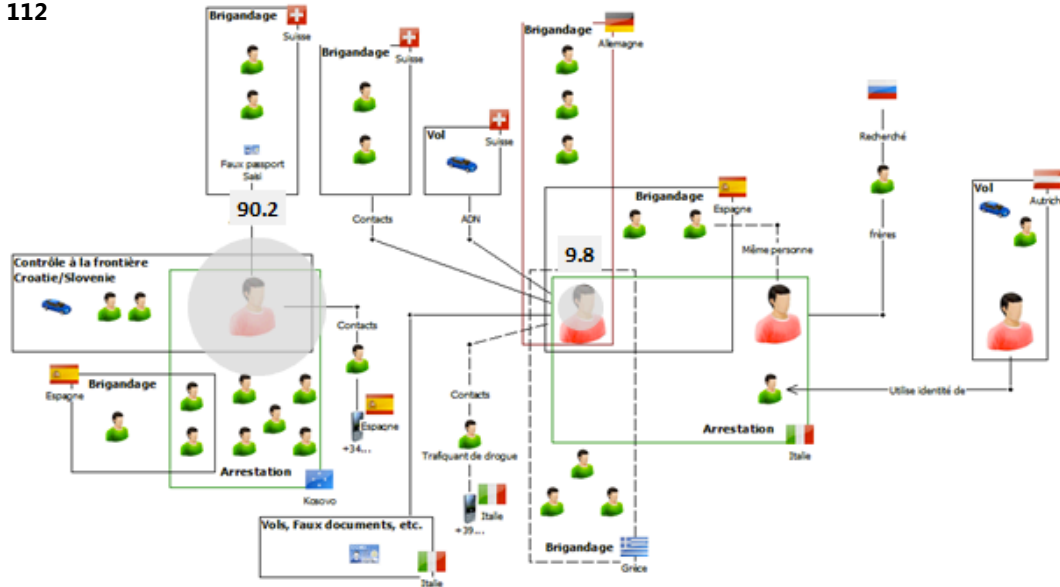 112
Brigandage
Suisse
Faux passport
Saisi
90.2
Brigandage
Suisse
Contacts
Vol
Suisse
ADN
Brigandage
Allemagne
Brigandage
Espagne
Même personne
9.8
Recherché
frères
Vol
Autrich
Utilise identité de
Contrôle à la frontière
Croatie/Slovenie
Contacts
Espagne
+34...
Brigandage
Espagne
Arrestation
Kosovo
Contacts
Trafiquant de drogue
Italie
+39...
Arrestation
Italie
Vols, Faux documents, etc.
Italie
Brigandage
Grèce